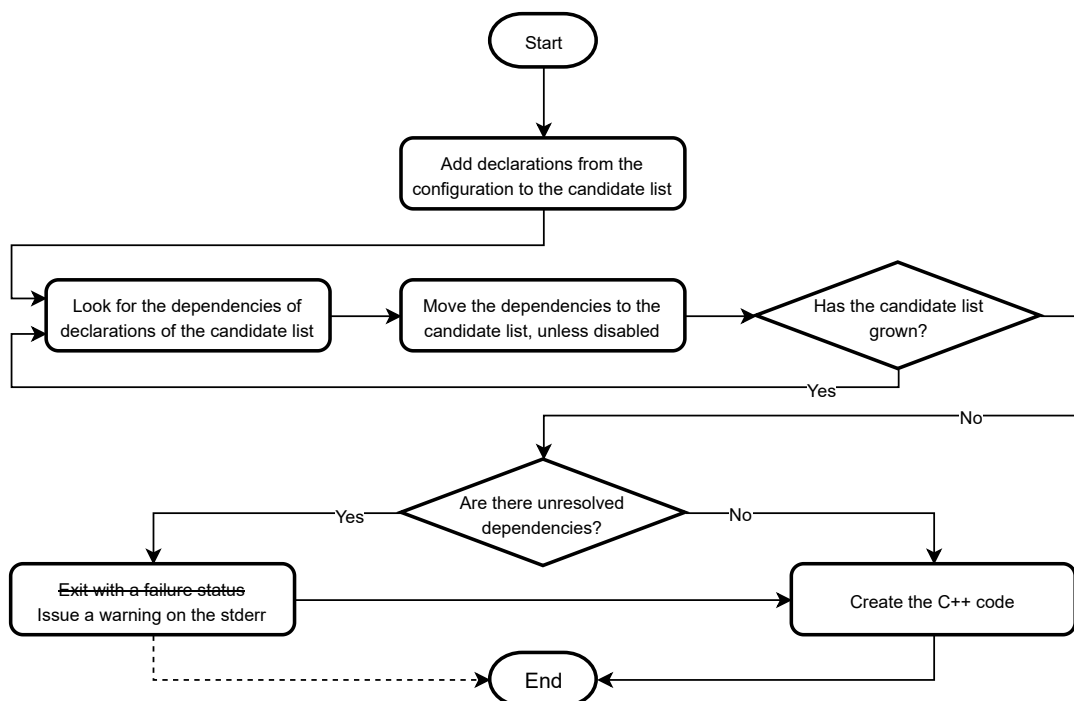 Start
Add declarations from the
configuration to the candidate list
Look for the dependencies of
declarations of the candidate list
Move the dependencies to the
candidate list, unless disabled
Has the candidate list
grown?
Yes
No
Are there unresolved
dependencies?
Yes
No
Exit with a failure status
Issue a warning on the stderr
Create the C++ code
End